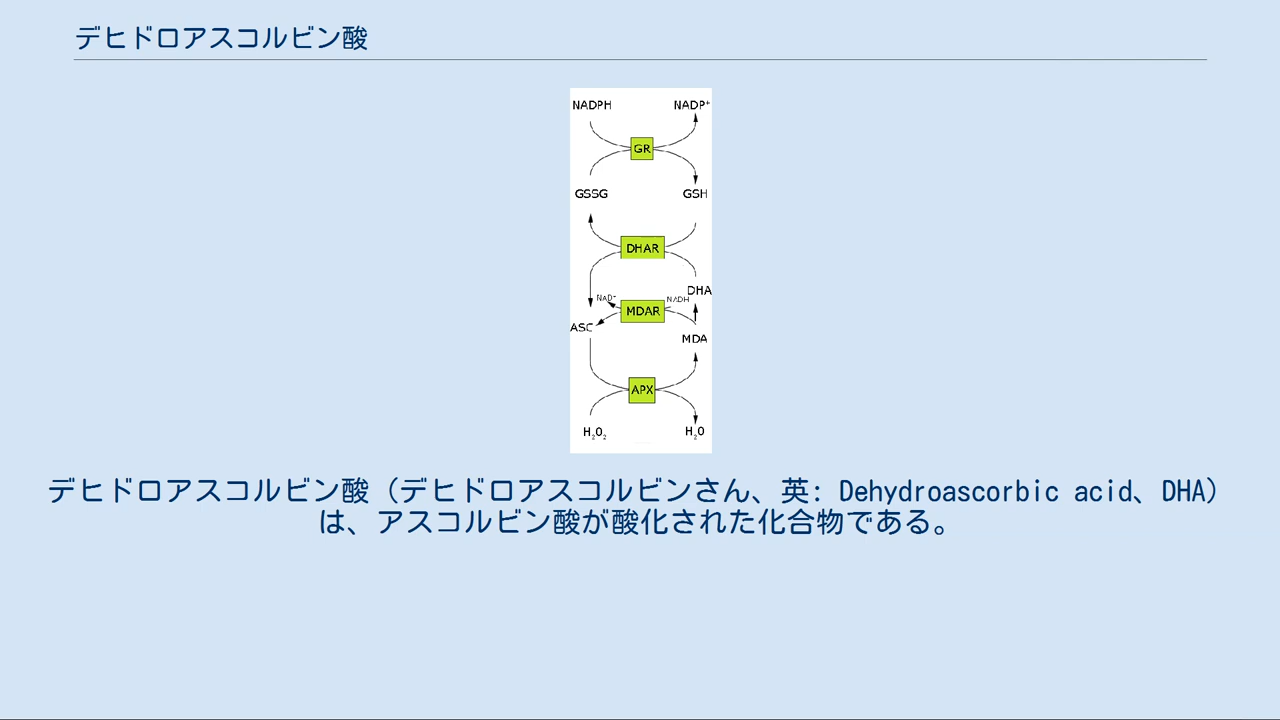 デヒドロアスコルビン酸
NADPH NADP⁺
GR
GSSG GSH
DHAR
DHA
NAD⁺ NADH
MDAR
ASC
MDA
APX
H₂O₂ H₂O
デヒドロアスコルビン酸（デヒドロアスコルビンさん、英: Dehydroascorbic acid、DHA）
は、アスコルビン酸が酸化された化合物である。